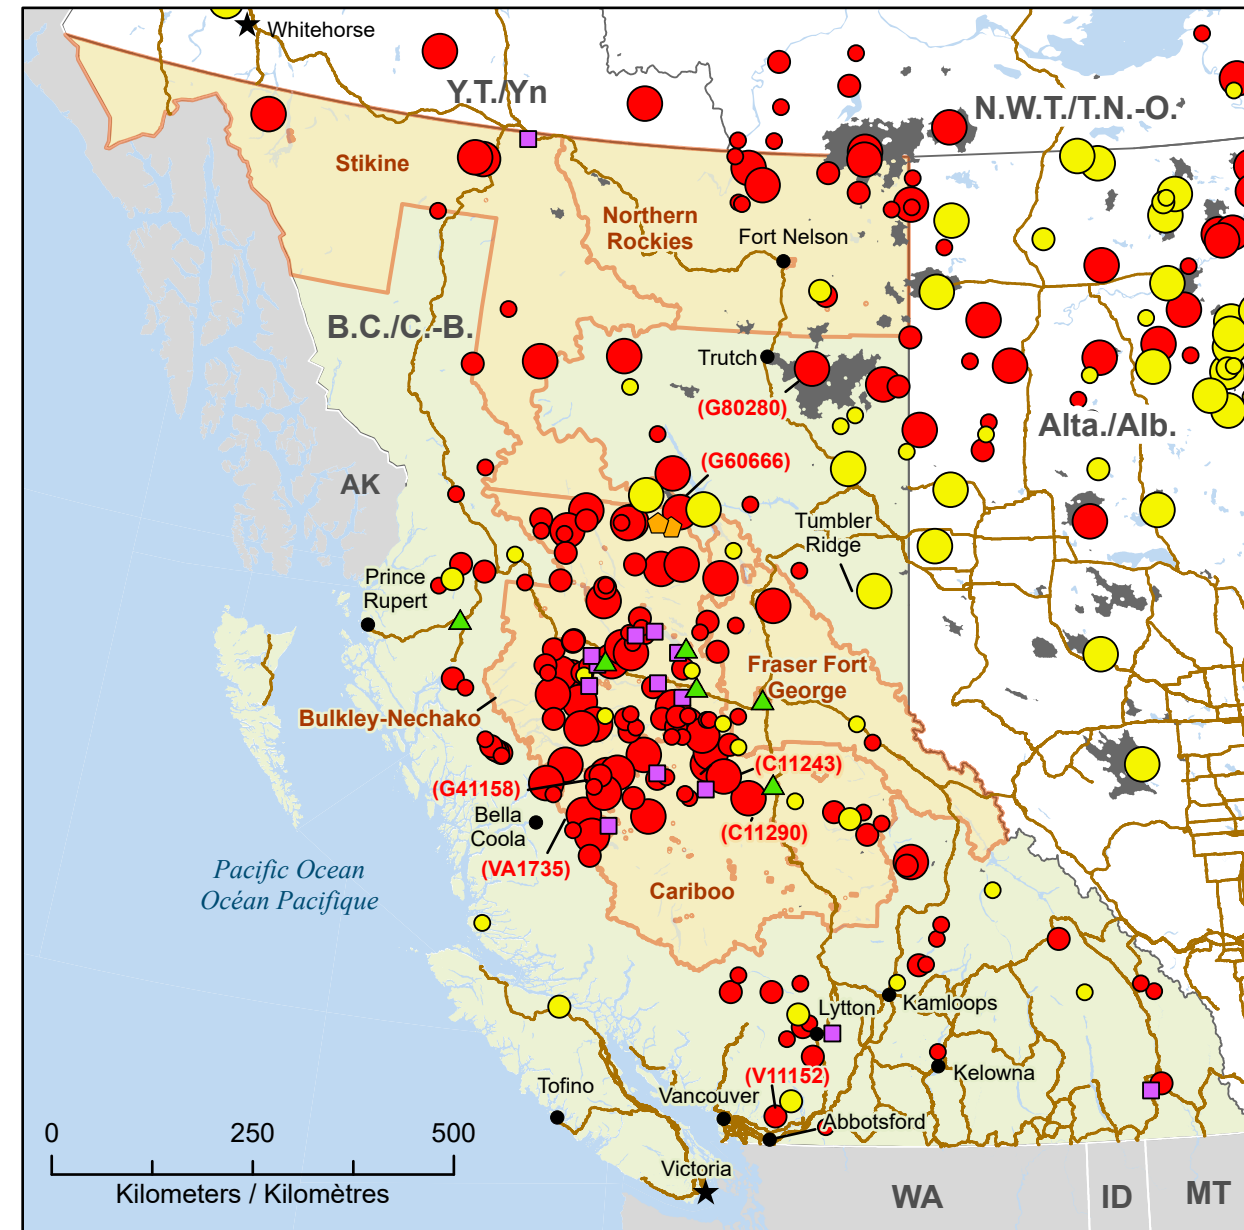 Whitehorse
Y.T./Yn
N.W.T./T.N.-O.
Stikine
Northern
Rockies
Fort Nelson
B.C./C.-B.
Trutch
(G80280)
Alta./Alb.
(G60666)
AK
Tumbler
Ridge
Prince
Rupert
Fraser Fort
George
Bulkley-Nechako
(C11243)
(G41158)
Bella
Coola
(C11290)
(VA1735)
Pacific Ocean
Océan Pacifique
Cariboo
Lytton
Kamloops
(V11152)
Kelowna
Tofino
Vancouver
Abbotsford
0 250 500
Kilometers / Kilomètres
Victoria
WA
ID
MT